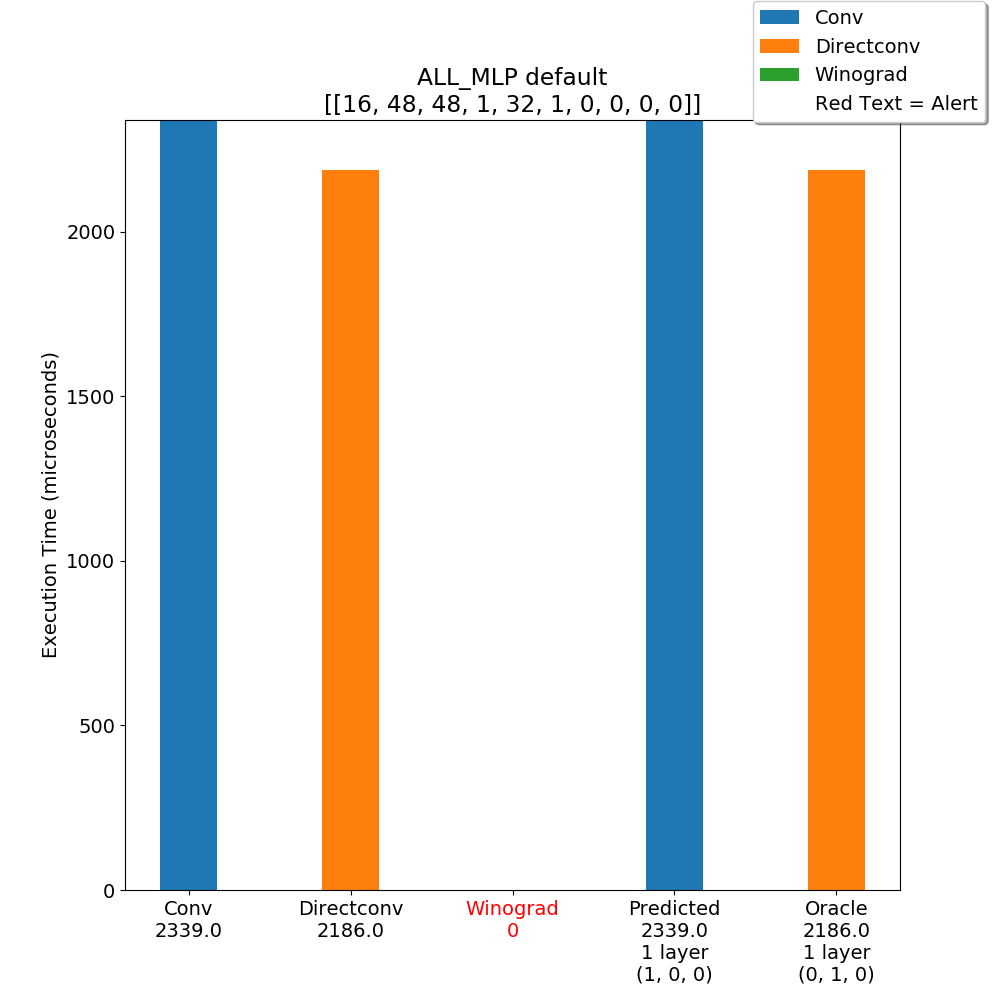 Conv
Directconv
Winograd
Red Text = Alert
ALL_MLP default
[[16, 48, 48, 1, 32, 1, 0, 0, 0, 0]]
Execution Time (microseconds)
2000
1500
1000
500
0
Conv
2339.0
Directconv
2186.0
Winograd
0
Predicted
2339.0
1 layer
(1, 0, 0)
Oracle
2186.0
1 layer
(0, 1, 0)